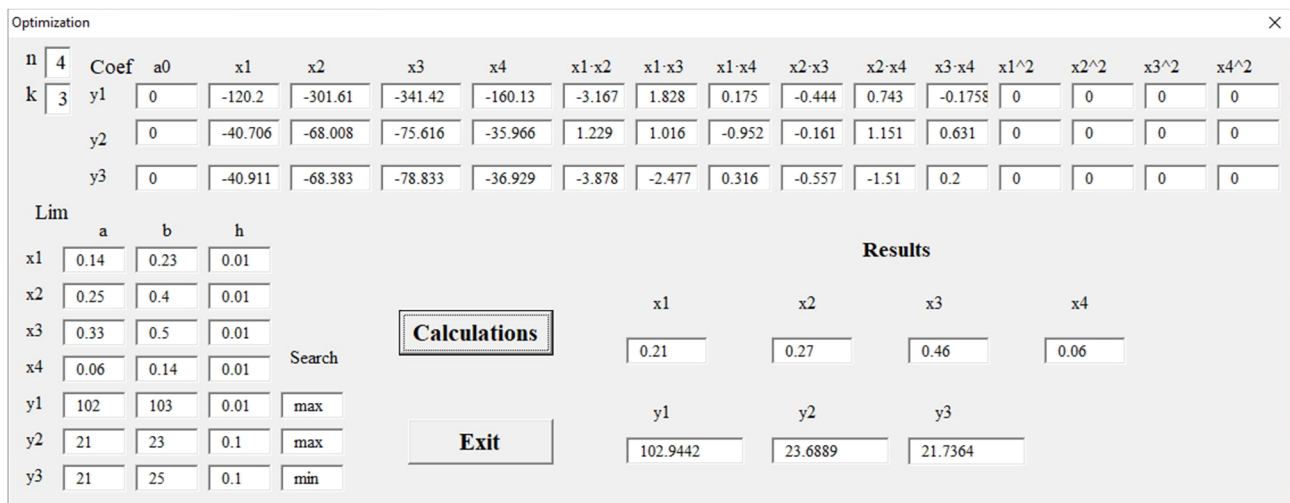 Optimization
n 4 Coef a0 x1 x2 x3 x4 x1·x2 x1·x3 x1·x4 x2·x3 x2·x4 x3·x4 x1^2 x2^2 x3^2 x4^2
k 3 y1 0 -120.2 -301.61 -341.42 -160.13 -3.167 1.828 0.175 -0.444 0.743 -0.1758 0 0 0 0
y2 0 -40.706 -68.008 -75.616 -35.966 1.229 1.016 -0.952 -0.161 1.151 0.631 0 0 0 0
y3 0 -40.911 -68.383 -78.833 -36.929 -3.878 -2.477 0.316 -0.557 -1.51 0.2 0 0 0 0
Lim
a b h
x1 0.14 0.23 0.01
x2 0.25 0.4 0.01
x3 0.33 0.5 0.01
x4 0.06 0.14 0.01
Search
y1 102 103 0.01 max
y2 21 23 0.1 max
y3 21 25 0.1 min
Calculations
Exit
Results
x1 x2 x3 x4
0.21 0.27 0.46 0.06
y1 y2 y3
102.9442 23.6889 21.7364